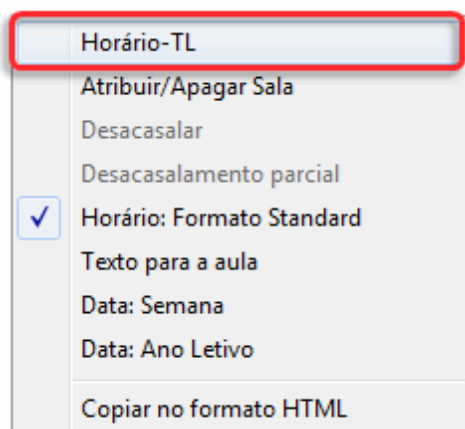 Horário-TL
Atribuir/Apagar Sala
Desacasalar
Desacasalamento parcial
Horário: Formato Standard
Texto para a aula
Data: Semana
Data: Ano Letivo
Copiar no formato HTML